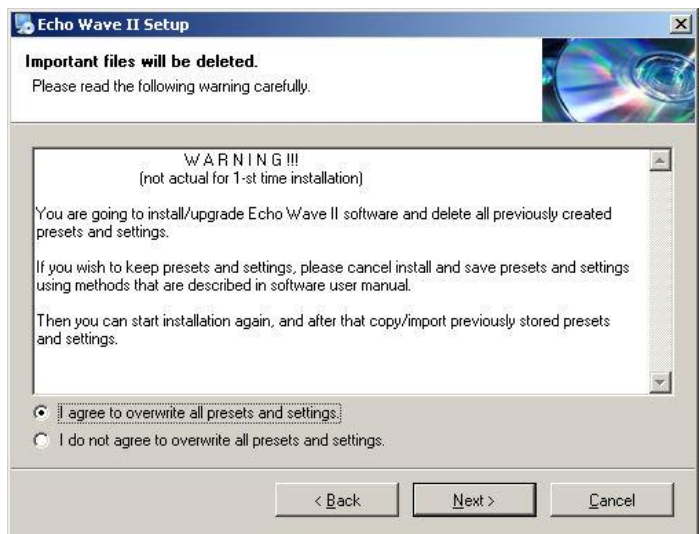 Echo Wave II Setup
Important files will be deleted.
Please read the following warning carefully.
W A R N I N G !!!
(not actual for 1-st time installation)
You are going to install/upgrade Echo Wave II software and delete all previously created
presets and settings.
If you wish to keep presets and settings, please cancel install and save presets and settings
using methods that are described in software user manual.
Then you can start installation again, and after that copy/import previously stored presets
and settings.
I agree to overwrite all presets and settings.
I do not agree to overwrite all presets and settings.
< Back Next > Cancel